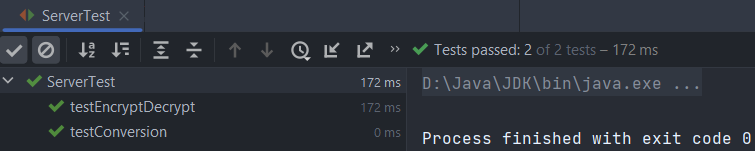 ServerTest
Tests passed: 2 of 2 tests – 172 ms
ServerTest 172 ms
testEncryptDecrypt 172 ms
testConversion 0 ms
D:\Java\JDK\bin\java.exe ...
Process finished with exit code 0